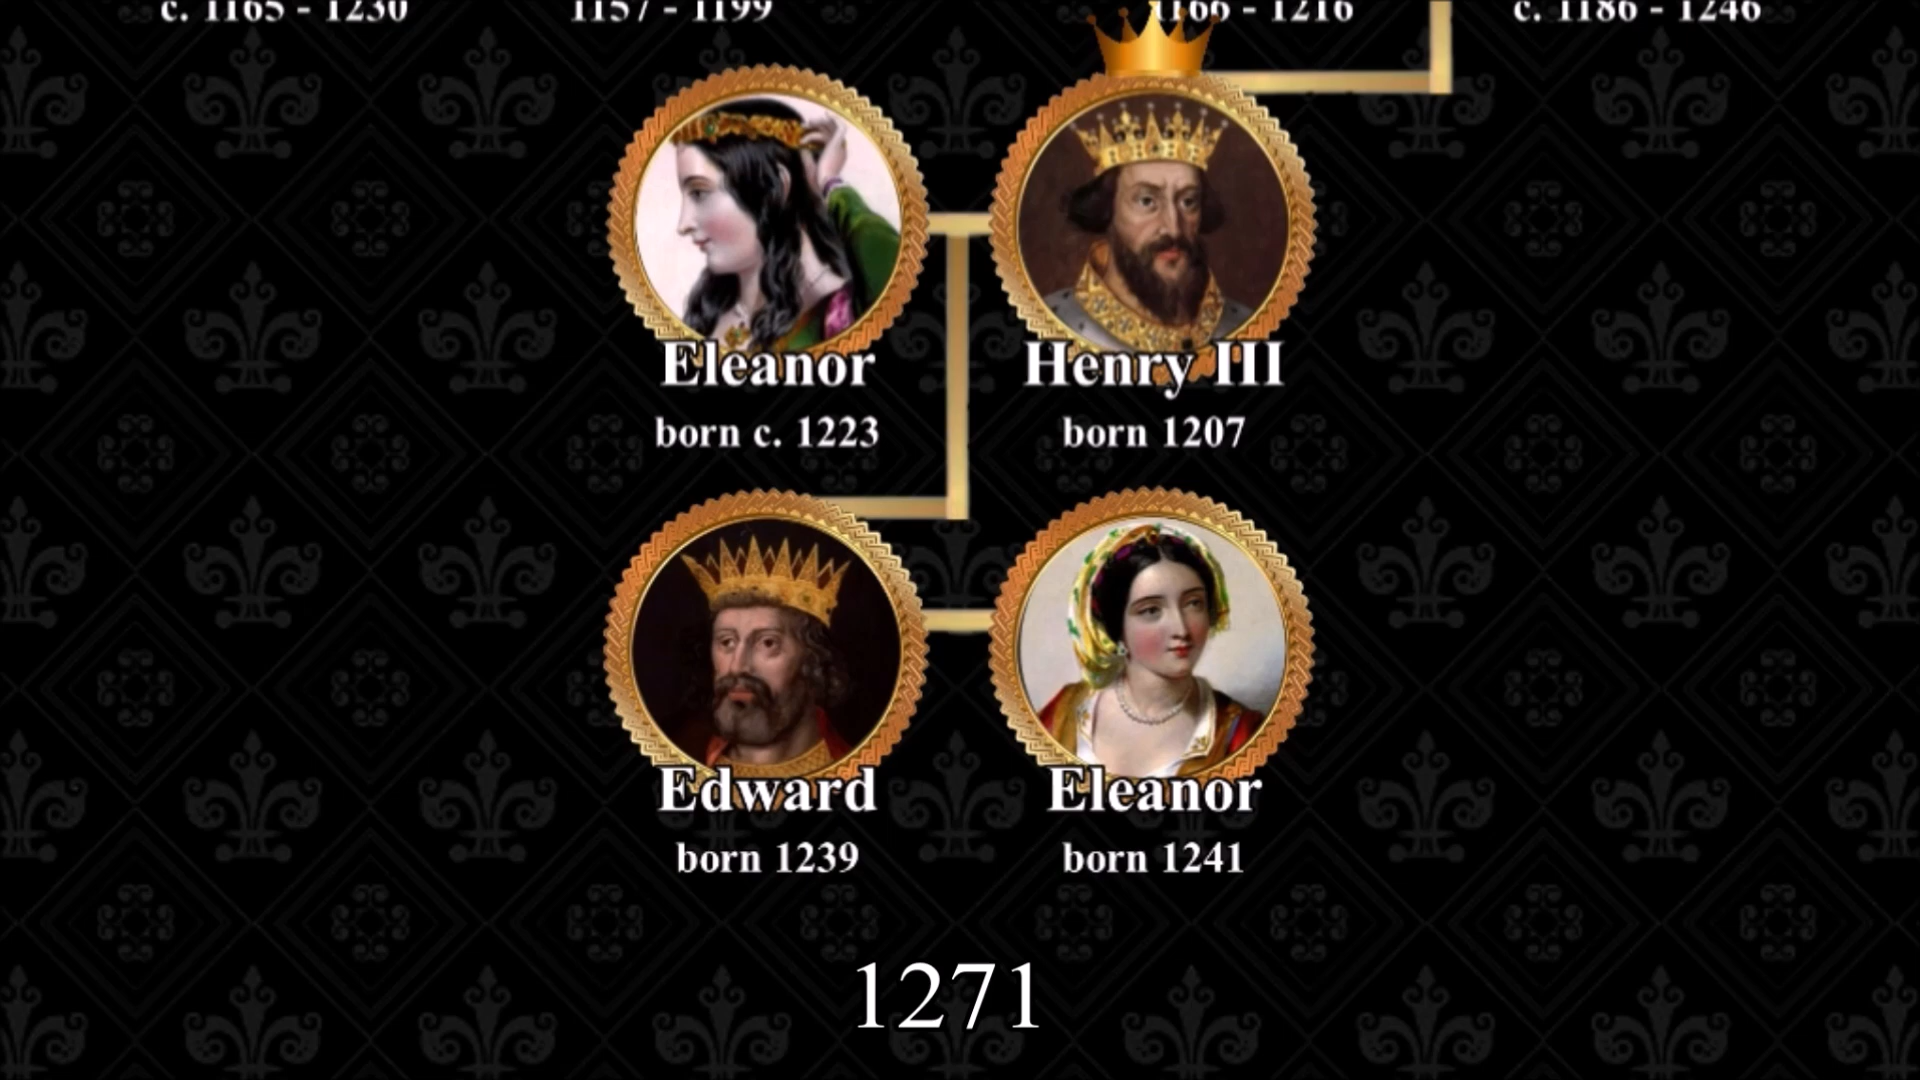 c. 1165 - 1230 1157 - 1199 1166 - 1216 c. 1186 - 1246
Eleanor Henry III
born c. 1223 born 1207
Edward Eleanor
born 1239 born 1241
1271